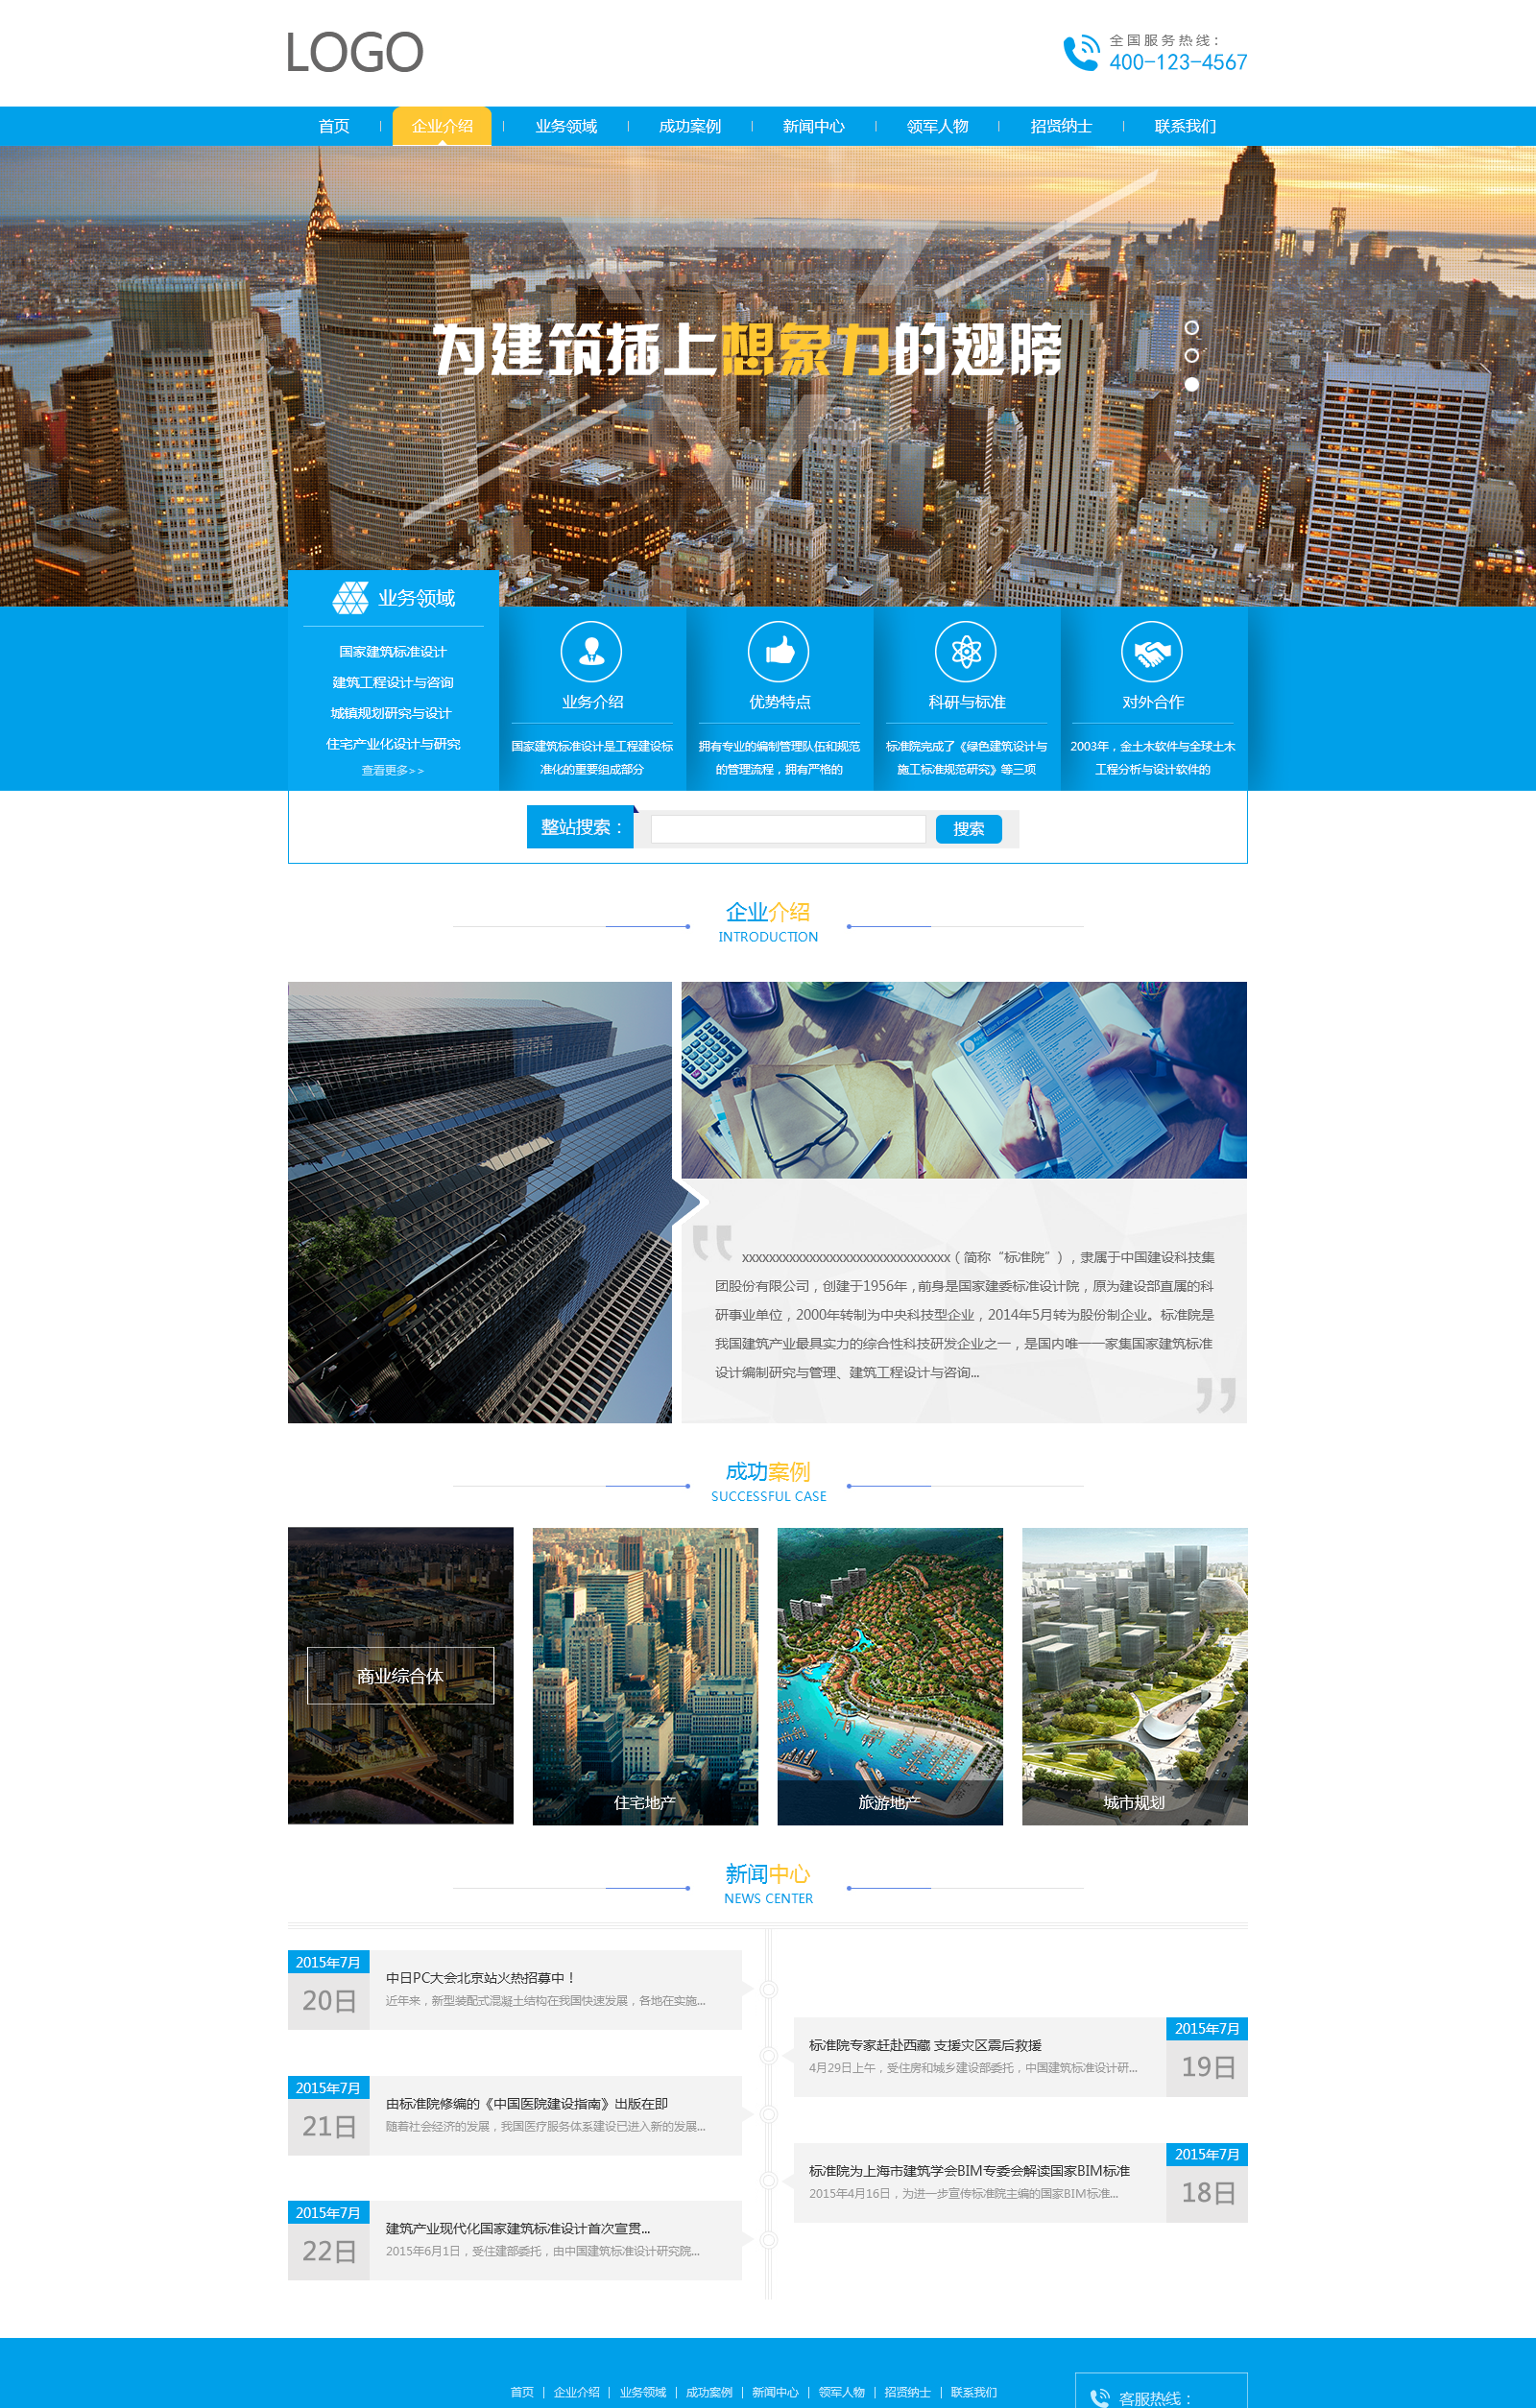 LOGO
全国服务热线：
400-123-4567
首页
企业介绍
业务领域
成功案例
新闻中心
领军人物
招贤纳士
联系我们
为建筑插上想象力的翅膀
业务领域
国家建筑标准设计
建筑工程设计与咨询
城镇规划研究与设计
住宅产业化设计与研究
查看更多>>
业务介绍
国家建筑标准设计是工程建设标
准化的重要组成部分
优势特点
拥有专业的编制管理队伍和规范
的管理流程，拥有严格的
科研与标准
标准院完成了《绿色建筑设计与
施工标准规范研究》等三项
对外合作
2003年，金土木软件与全球土木
工程分析与设计软件的
整站搜索：
搜索
企业介绍
INTRODUCTION
xxxxxxxxxxxxxxxxxxxxxxxxxxxxxxx（简称“标准院”），隶属于中国建设科技集
团股份有限公司，创建于1956年，前身是国家建委标准设计院，原为建设部直属的科
研事业单位，2000年转制为中央科技型企业，2014年5月转为股份制企业。标准院是
我国建筑产业最具实力的综合性科技研发企业之一，是国内唯一一家集国家建筑标准
设计编制研究与管理、建筑工程设计与咨询...
成功案例
SUCCESSFUL CASE
商业综合体
住宅地产
旅游地产
城市规划
新闻中心
NEWS CENTER
2015年7月
20日
中日PC大会北京站火热招募中！
近年来，新型装配式混凝土结构在我国快速发展，各地在实施...
标准院专家赶赴西藏 支援灾区震后救援
4月29日上午，受住房和城乡建设部委托，中国建筑标准设计研...
2015年7月
19日
2015年7月
21日
由标准院修编的《中国医院建设指南》出版在即
随着社会经济的发展，我国医疗服务体系建设已进入新的发展...
标准院为上海市建筑学会BIM专委会解读国家BIM标准
2015年4月16日，为进一步宣传标准院主编的国家BIM标准...
2015年7月
18日
2015年7月
22日
建筑产业现代化国家建筑标准设计首次宣贯...
2015年6月1日，受住建部委托，由中国建筑标准设计研究院...
首页 | 企业介绍 | 业务领域 | 成功案例 | 新闻中心 | 领军人物 | 招贤纳士 | 联系我们
客服热线：